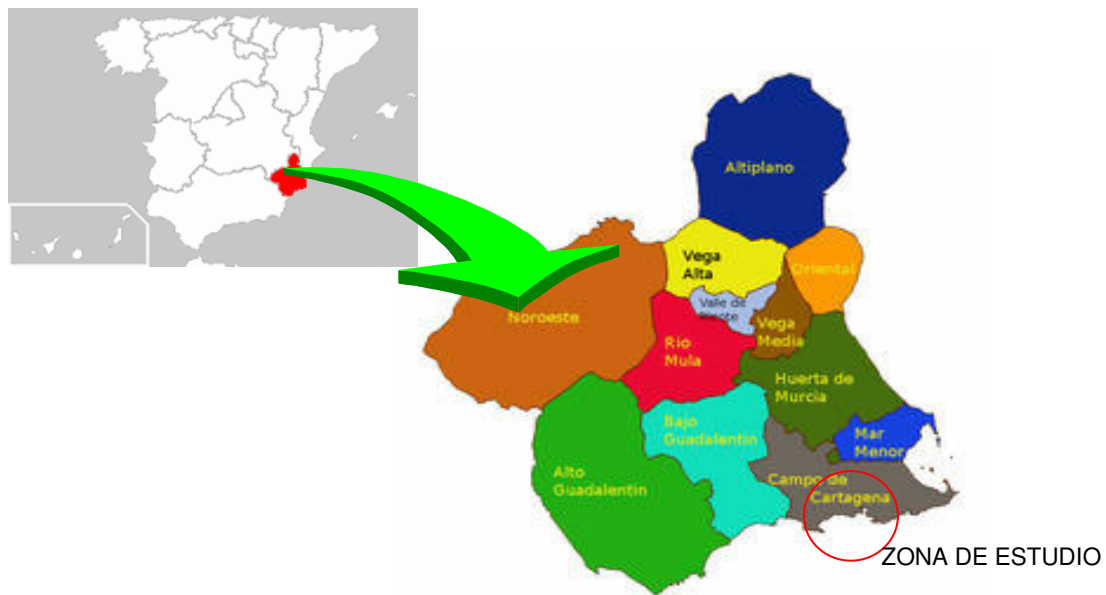 Altiplano
Vega
Alta
Oriental
Valle de
Noroeste
Vega
Media
Rio
Mula
Huerta de
Murcia
Bajo
Guadalentin
Mar
Menor
Alto
Guadalentin
Campo de
Cartagena
ZONA DE ESTUDIO